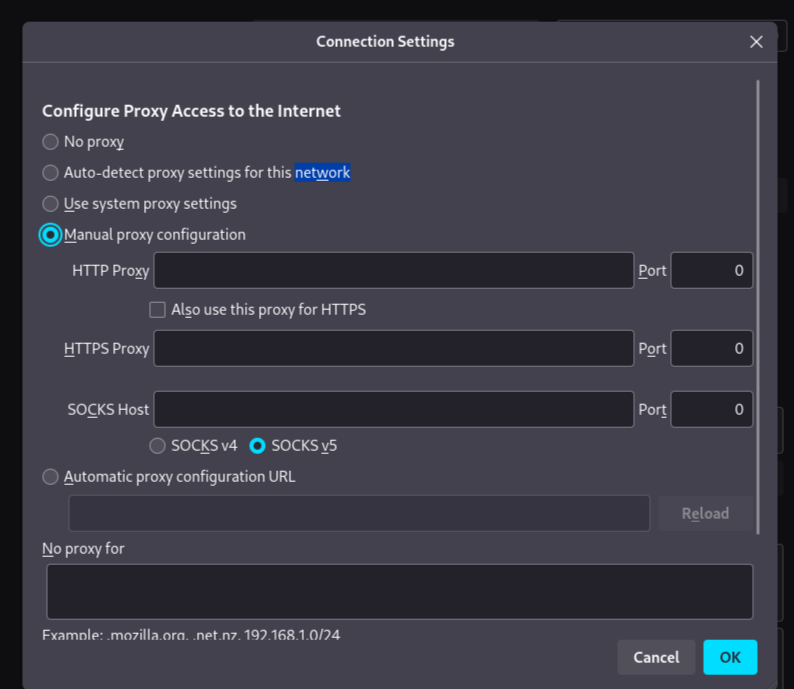 Connection Settings
Configure Proxy Access to the Internet
No proxy
Auto-detect proxy settings for this network
Use system proxy settings
Manual proxy configuration
HTTP Proxy Port 0
Also use this proxy for HTTPS
HTTPS Proxy Port 0
SOCKS Host Port 0
SOCKS v4 SOCKS v5
Automatic proxy configuration URL
Reload
No proxy for
Example: .mozilla.org, .net.nz, 192.168.1.0/24
Cancel OK